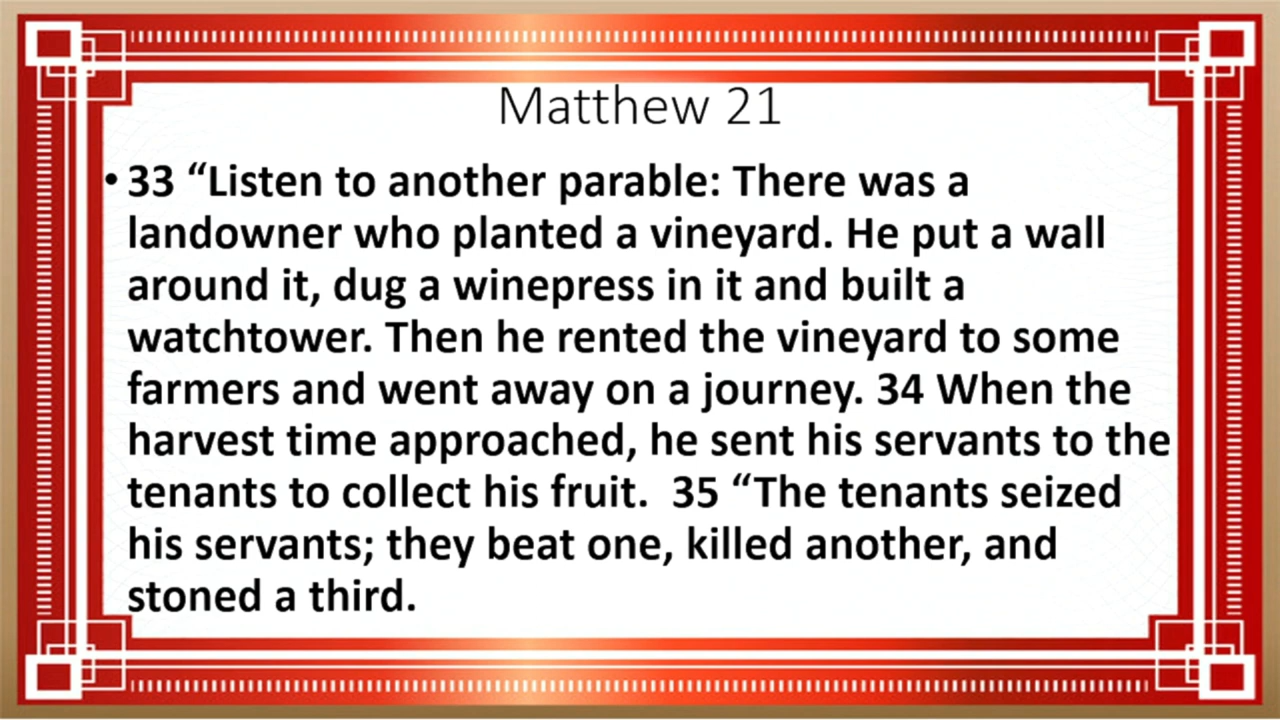 Matthew 21
• 33 “Listen to another parable: There was a
landowner who planted a vineyard. He put a wall
around it, dug a winepress in it and built a
watchtower. Then he rented the vineyard to some
farmers and went away on a journey. 34 When the
harvest time approached, he sent his servants to the
tenants to collect his fruit.  35 “The tenants seized
his servants; they beat one, killed another, and
stoned a third.